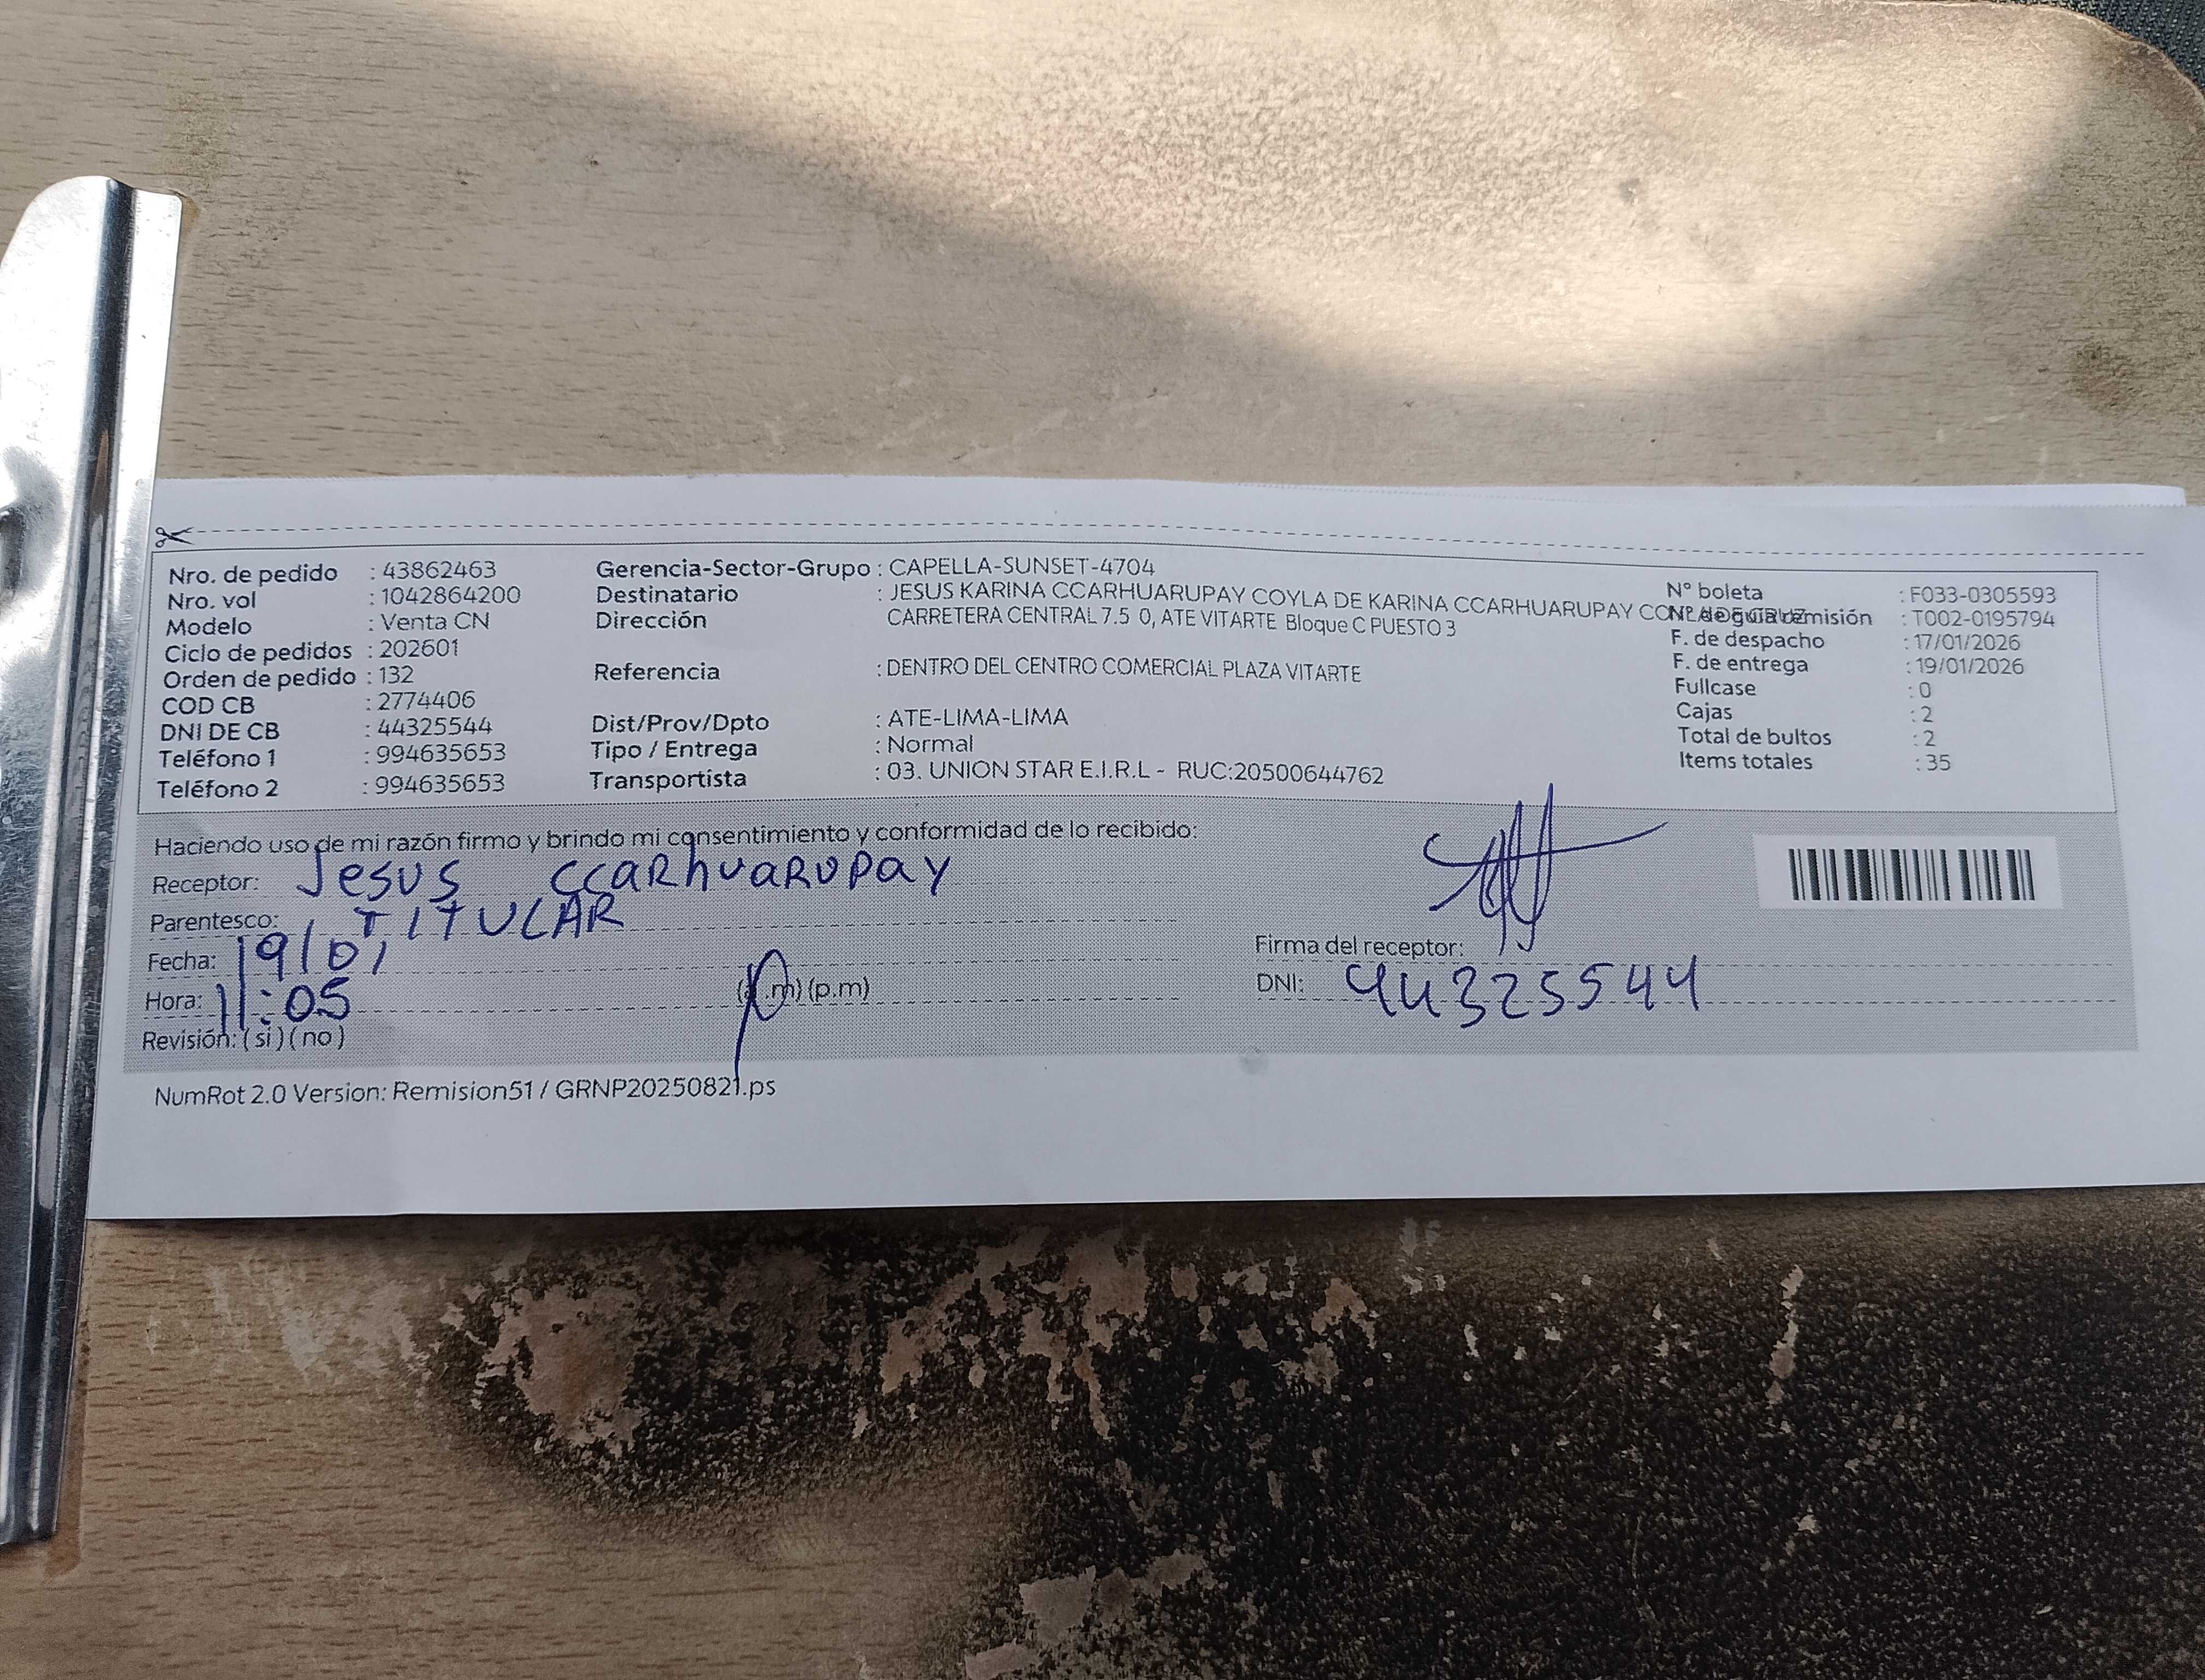 Nro. de pedido : 43862463
Nro. vol : 1042864200
Modelo : Venta CN
Ciclo de pedidos : 202601
Orden de pedido : 132
COD CB : 2774406
DNI DE CB : 44325544
Teléfono 1 : 994635653
Teléfono 2 : 994635653
Gerencia-Sector-Grupo : CAPELLA-SUNSET-4704
Destinatario : JESUS KARINA CCARHUARUPAY COYLA DE KARINA CCARHUARUPAY
Dirección : CARRETERA CENTRAL 7.5 0, ATE VITARTE Bloque C PUESTO 3
Referencia : DENTRO DEL CENTRO COMERCIAL PLAZA VITARTE
Dist/Prov/Dpto : ATE-LIMA-LIMA
Tipo / Entrega : Normal
Transportista : 03. UNION STAR E.I.R.L - RUC:20500644762
N° boleta : F033-0305593
N° de guia remisión : T002-0195794
F. de despacho : 17/01/2026
F. de entrega : 19/01/2026
Fullcase : 0
Cajas : 2
Total de bultos : 2
Items totales : 35
Haciendo uso de mi razón firmo y brindo mi consentimiento y conformidad de lo recibido:
Receptor: Jesus CCARhUARUPAY
Parentesco: TITULAR
Fecha: 19/01
Hora: 11:05 (a.m) (p.m)
Revisión: (si) (no)
Firma del receptor:
DNI: 44325544
NumRot 2.0 Version: Remision51 / GRNP20250821.ps